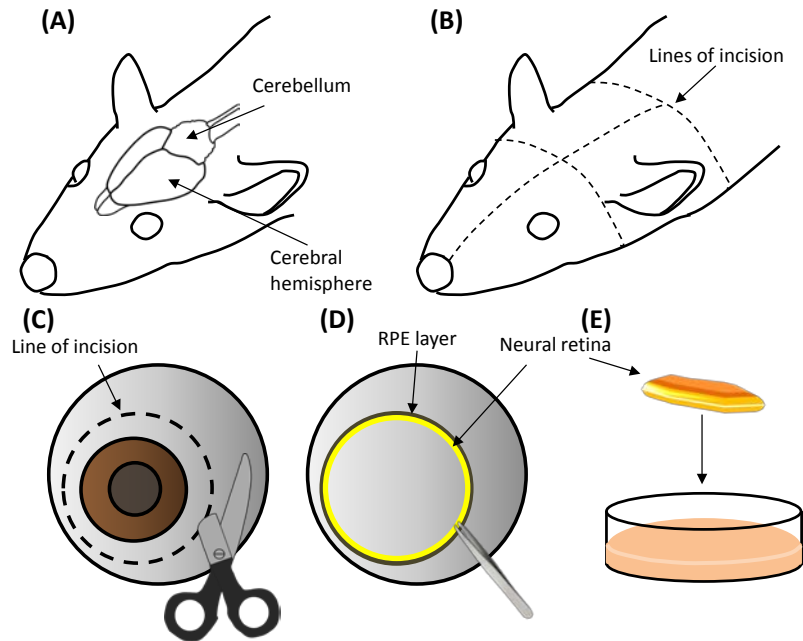 (A)
Cerebellum
Cerebral
hemisphere
(B)
Lines of incision
(C)
Line of incision
(D)
RPE layer
Neural retina
(E)